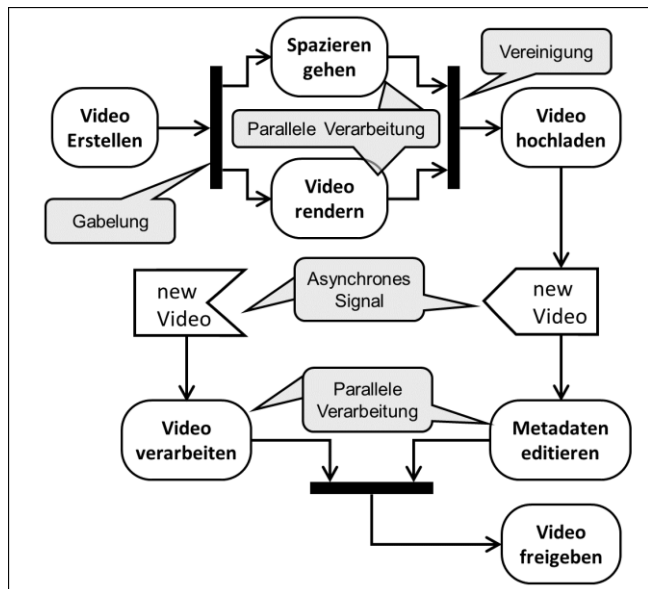 Spazieren
gehen
Vereinigung
Video
Erstellen
Parallele Verarbeitung
Video
hochladen
Video
rendern
Gabelung
new
Video
Asynchrones
Signal
new
Video
Parallele
Verarbeitung
Video
verarbeiten
Metadaten
editieren
Video
freigeben